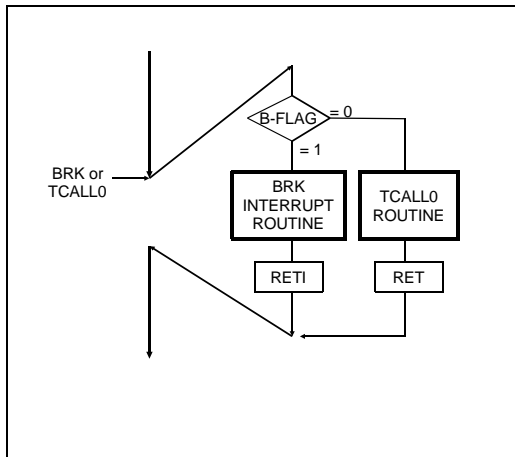 B-FLAG
= 0
= 1
BRK or
TCALL0
BRK
INTERRUPT
ROUTINE
TCALL0
ROUTINE
RETI
RET